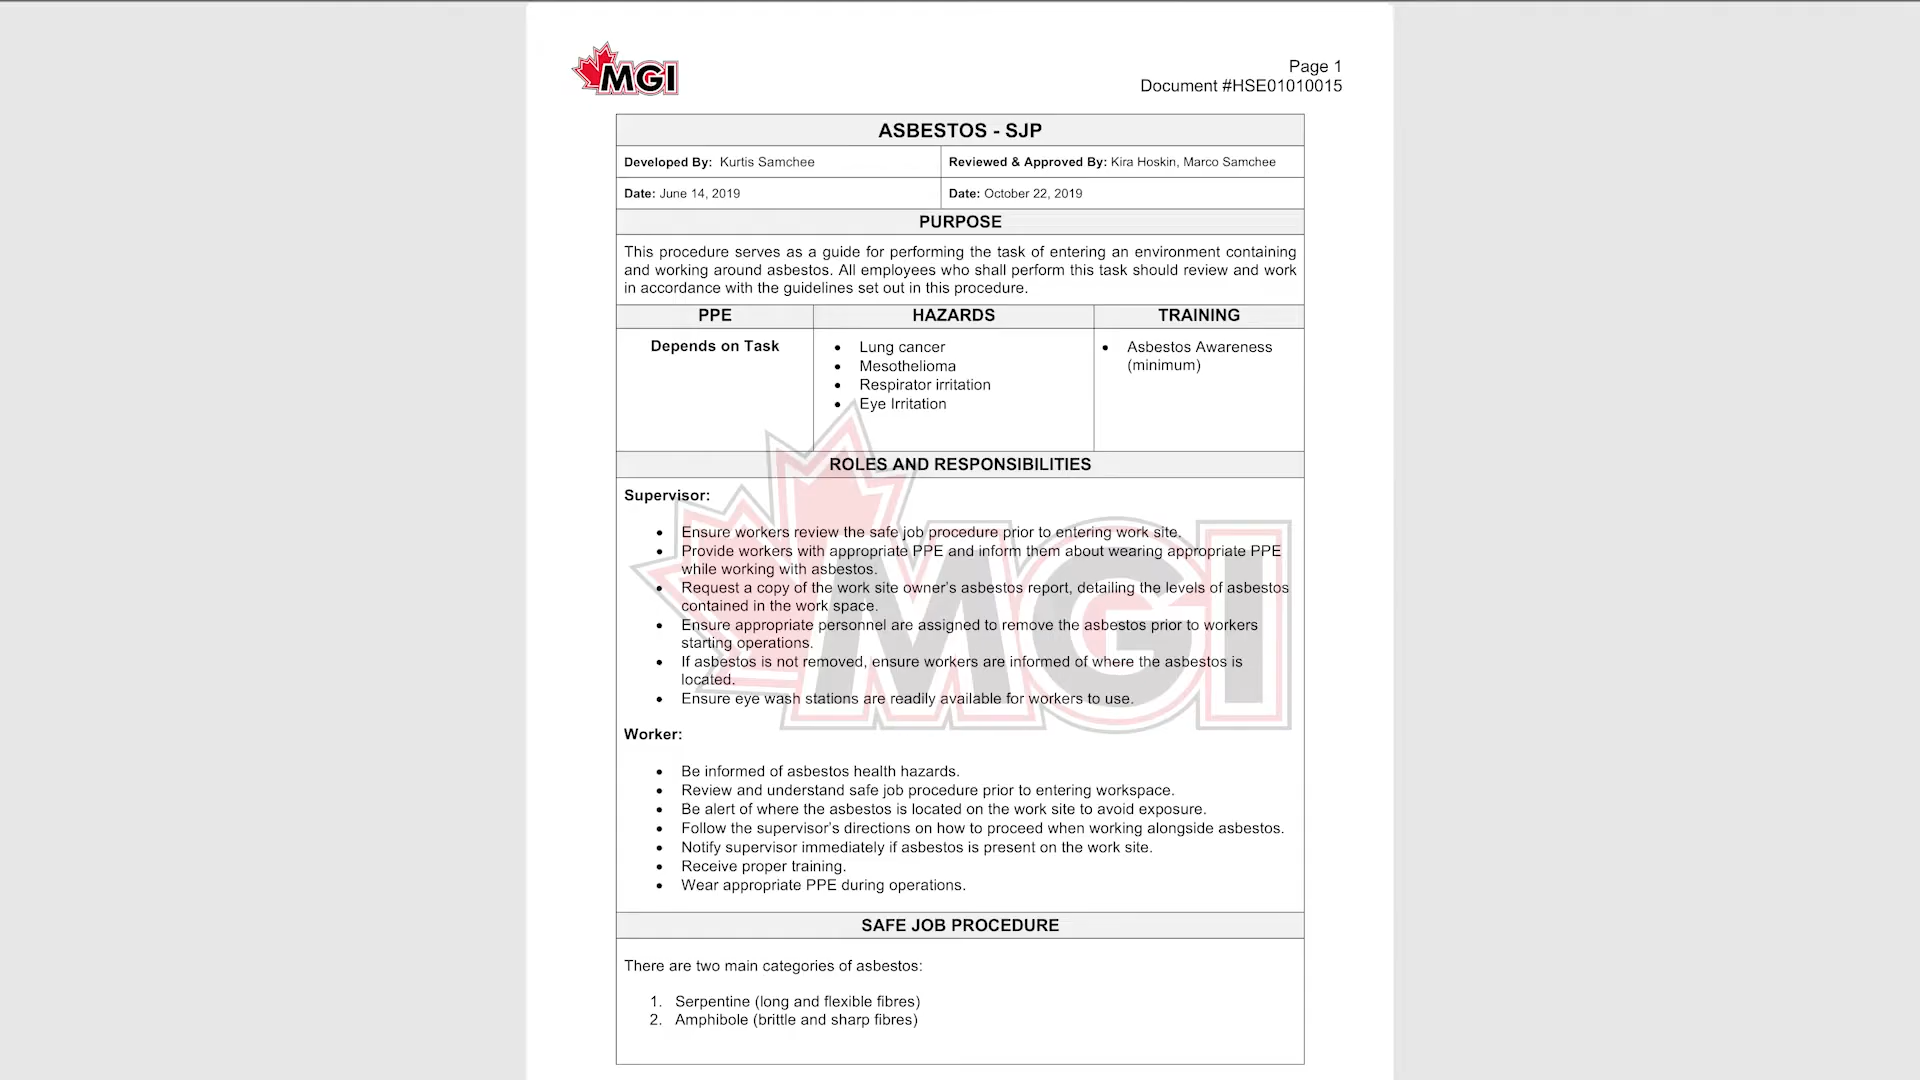 MGI
Page 1
Document #HSE01010015
ASBESTOS - SJP
Developed By: Kurtis Samchee
Reviewed & Approved By: Kira Hoskin, Marco Samchee
Date: June 14, 2019
Date: October 22, 2019
PURPOSE
This procedure serves as a guide for performing the task of entering an environment containing
and working around asbestos. All employees who shall perform this task should review and work
in accordance with the guidelines set out in this procedure.
PPE
HAZARDS
TRAINING
Depends on Task
• Lung cancer
• Mesothelioma
• Respirator irritation
• Eye Irritation
• Asbestos Awareness
(minimum)
ROLES AND RESPONSIBILITIES
Supervisor:
• Ensure workers review the safe job procedure prior to entering work site.
• Provide workers with appropriate PPE and inform them about wearing appropriate PPE
while working with asbestos.
• Request a copy of the work site owner's asbestos report, detailing the levels of asbestos
contained in the work space.
• Ensure appropriate personnel are assigned to remove the asbestos prior to workers
starting operations.
• If asbestos is not removed, ensure workers are informed of where the asbestos is
located.
• Ensure eye wash stations are readily available for workers to use.
MGI
Worker:
• Be informed of asbestos health hazards.
• Review and understand safe job procedure prior to entering workspace.
• Be alert of where the asbestos is located on the work site to avoid exposure.
• Follow the supervisor's directions on how to proceed when working alongside asbestos.
• Notify supervisor immediately if asbestos is present on the work site.
• Receive proper training.
• Wear appropriate PPE during operations.
SAFE JOB PROCEDURE
There are two main categories of asbestos:
1. Serpentine (long and flexible fibres)
2. Amphibole (brittle and sharp fibres)